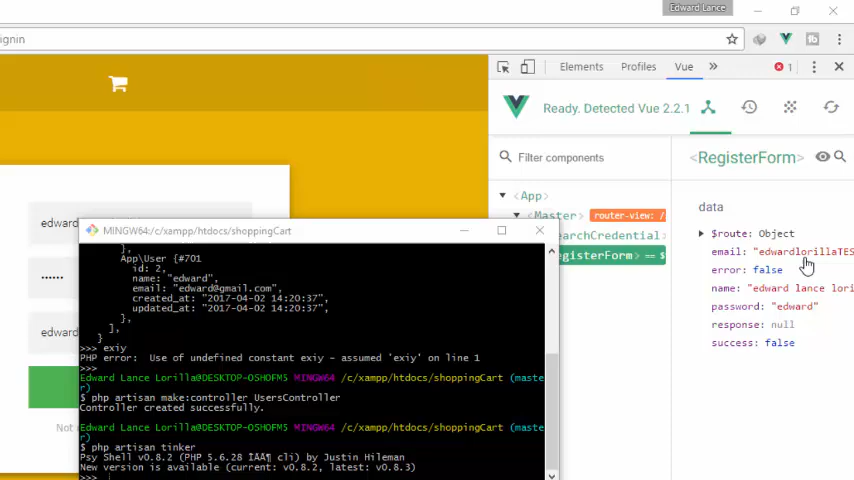 Edward Lance
ignin
Elements Profiles Vue » 1
Ready. Detected Vue 2.2.1
Filter components
<RegisterForm>
<App>
<Master> router-view: /
earchCredential
egisterForm> == $
data
$route: Object
email: "edwardlorillaTES
error: false
name: "edward lance lori
password: "edward"
response: null
success: false
edward
••••••
edward
Not
MINGW64:/c/xampp/htdocs/shoppingCart
},
App\User {#701
id: 2,
name: "edward",
email: "edward@gmail.com",
created_at: "2017-04-02 14:20:37",
updated_at: "2017-04-02 14:20:37",
},
],
}
>>> exiy
PHP error:  Use of undefined constant exiy - assumed 'exiy' on line 1
>>>
Edward Lance Lorilla@DESKTOP-OSHOFM5 MINGW64 /c/xampp/htdocs/shoppingCart (maste
r)
$ php artisan make:controller UsersController
Controller created successfully.
Edward Lance Lorilla@DESKTOP-OSHOFM5 MINGW64 /c/xampp/htdocs/shoppingCart (maste
r)
$ php artisan tinker
Psy Shell v0.8.2 (PHP 5.6.28 ÎÄÄ¶ cli) by Justin Hileman
New version is available (current: v0.8.2, latest: v0.8.3)
>>>